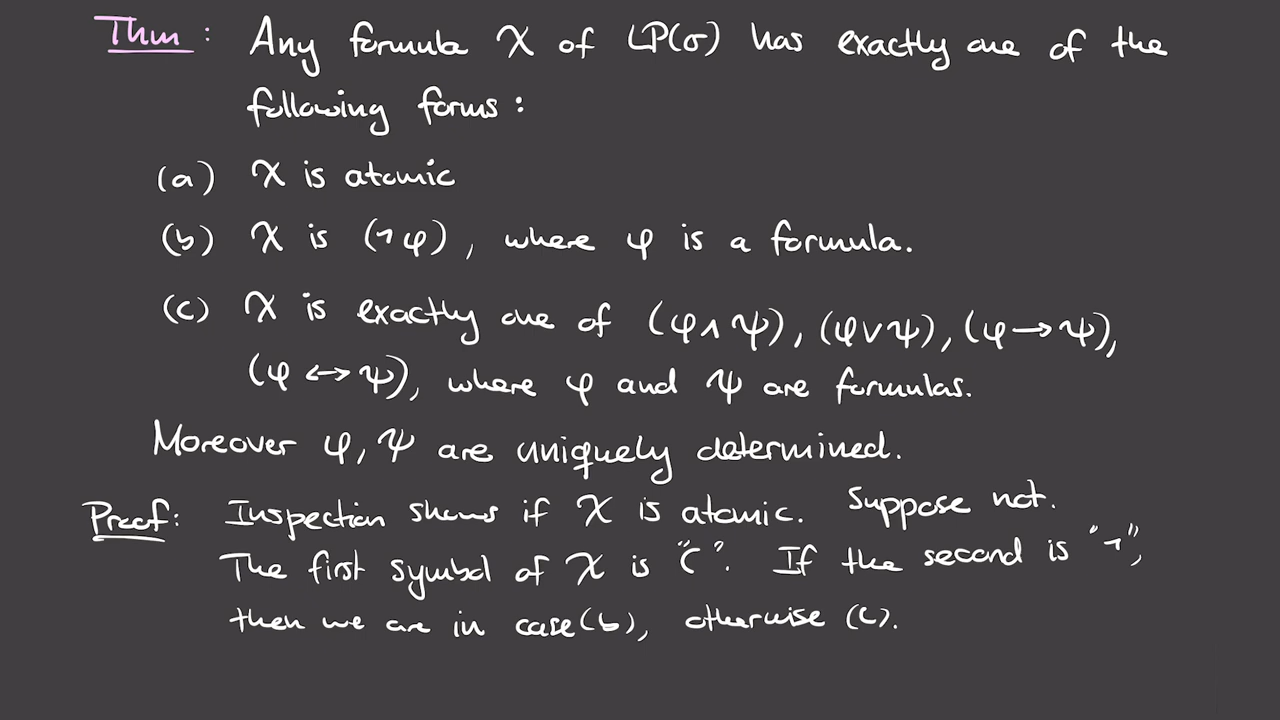 Thm: Any formula χ of LP(σ) has exactly one of the
following forms:
(a) χ is atomic
(b) χ is (¬φ), where φ is a formula.
(c) χ is exactly one of (φ∧ψ), (φ∨ψ), (φ→ψ),
(φ↔ψ), where φ and ψ are formulas.
Moreover φ, ψ are uniquely determined.
Proof: Inspection shows if χ is atomic. Suppose not.
The first symbol of χ is "(". If the second is "¬",
then we are in case (b), otherwise (c).